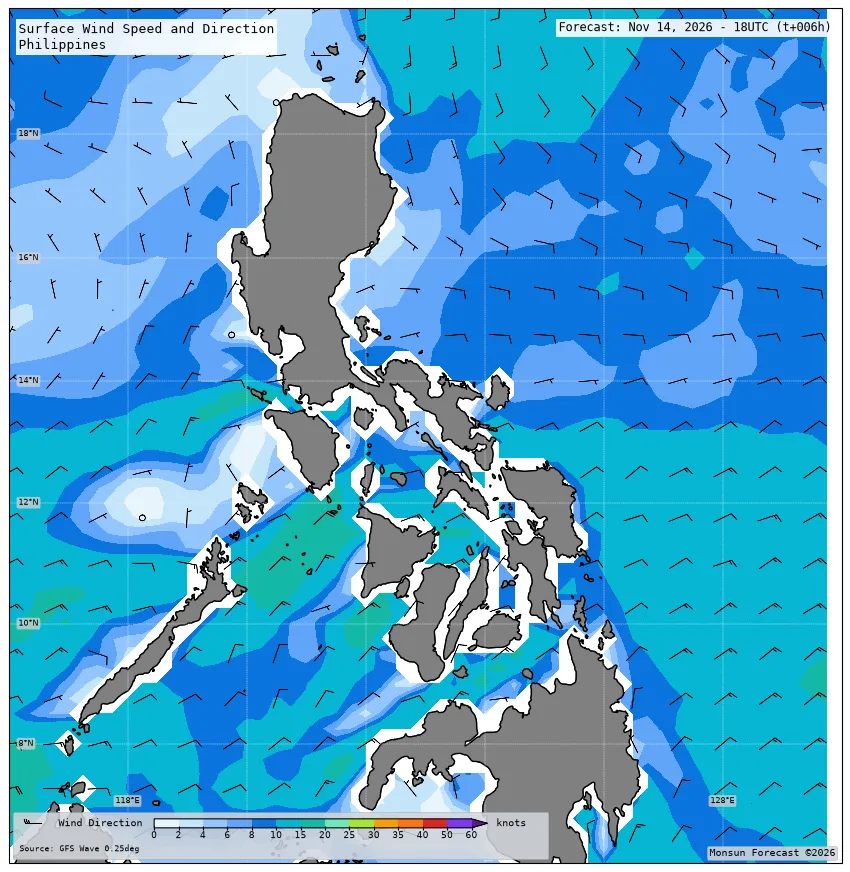 Surface Wind Speed and Direction
Philippines
Forecast: Nov 14, 2026 - 18UTC (t+006h)
18°N
16°N
14°N
12°N
10°N
8°N
118°E
128°E
Wind Direction
0 2 4 6 8 10 15 20 25 30 35 40 50 60
knots
Source: GFS Wave 0.25deg
Monsun Forecast ©2026